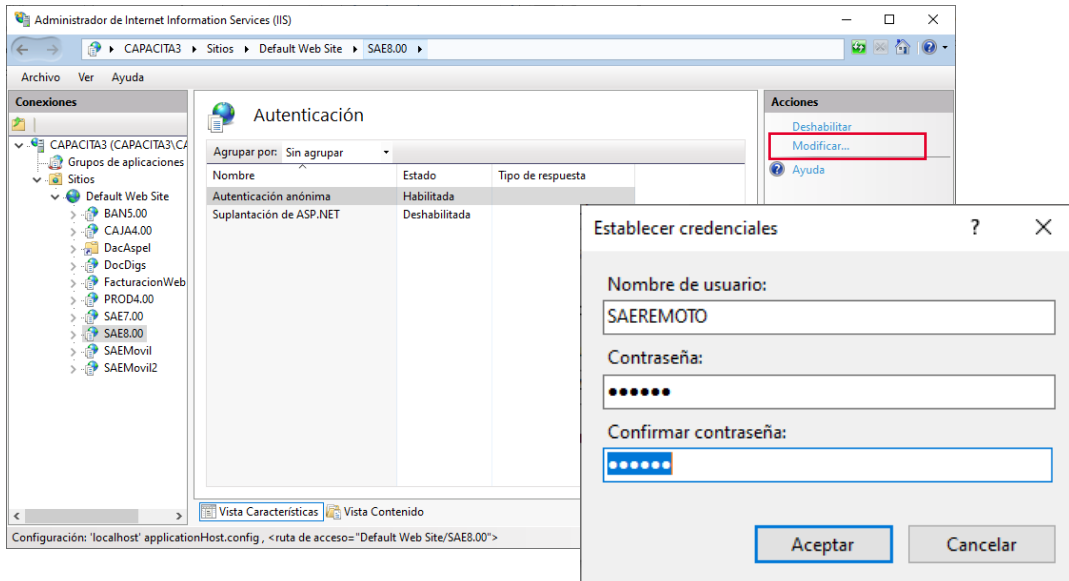 Administrador de Internet Information Services (IIS)
CAPACITA3 Sitios Default Web Site SAE8.00
Archivo Ver Ayuda
Conexiones
CAPACITA3 (CAPACITA3\CA
Grupos de aplicaciones
Sitios
Default Web Site
BAN5.00
CAJA4.00
DacAspel
DocDigs
FacturacionWeb
PROD4.00
SAE7.00
SAE8.00
SAEMovil
SAEMovil2
Autenticación
Agrupar por: Sin agrupar
Nombre Estado Tipo de respuesta
Autenticación anónima Habilitada
Suplantación de ASP.NET Deshabilitada
Vista Características Vista Contenido
Acciones
Deshabilitar
Modificar...
Ayuda
Configuración: 'localhost' applicationHost.config , <ruta de acceso="Default Web Site/SAE8.00">
Establecer credenciales
Nombre de usuario:
SAEREMOTO
Contraseña:
●●●●●●
Confirmar contraseña:
●●●●●●
Aceptar Cancelar